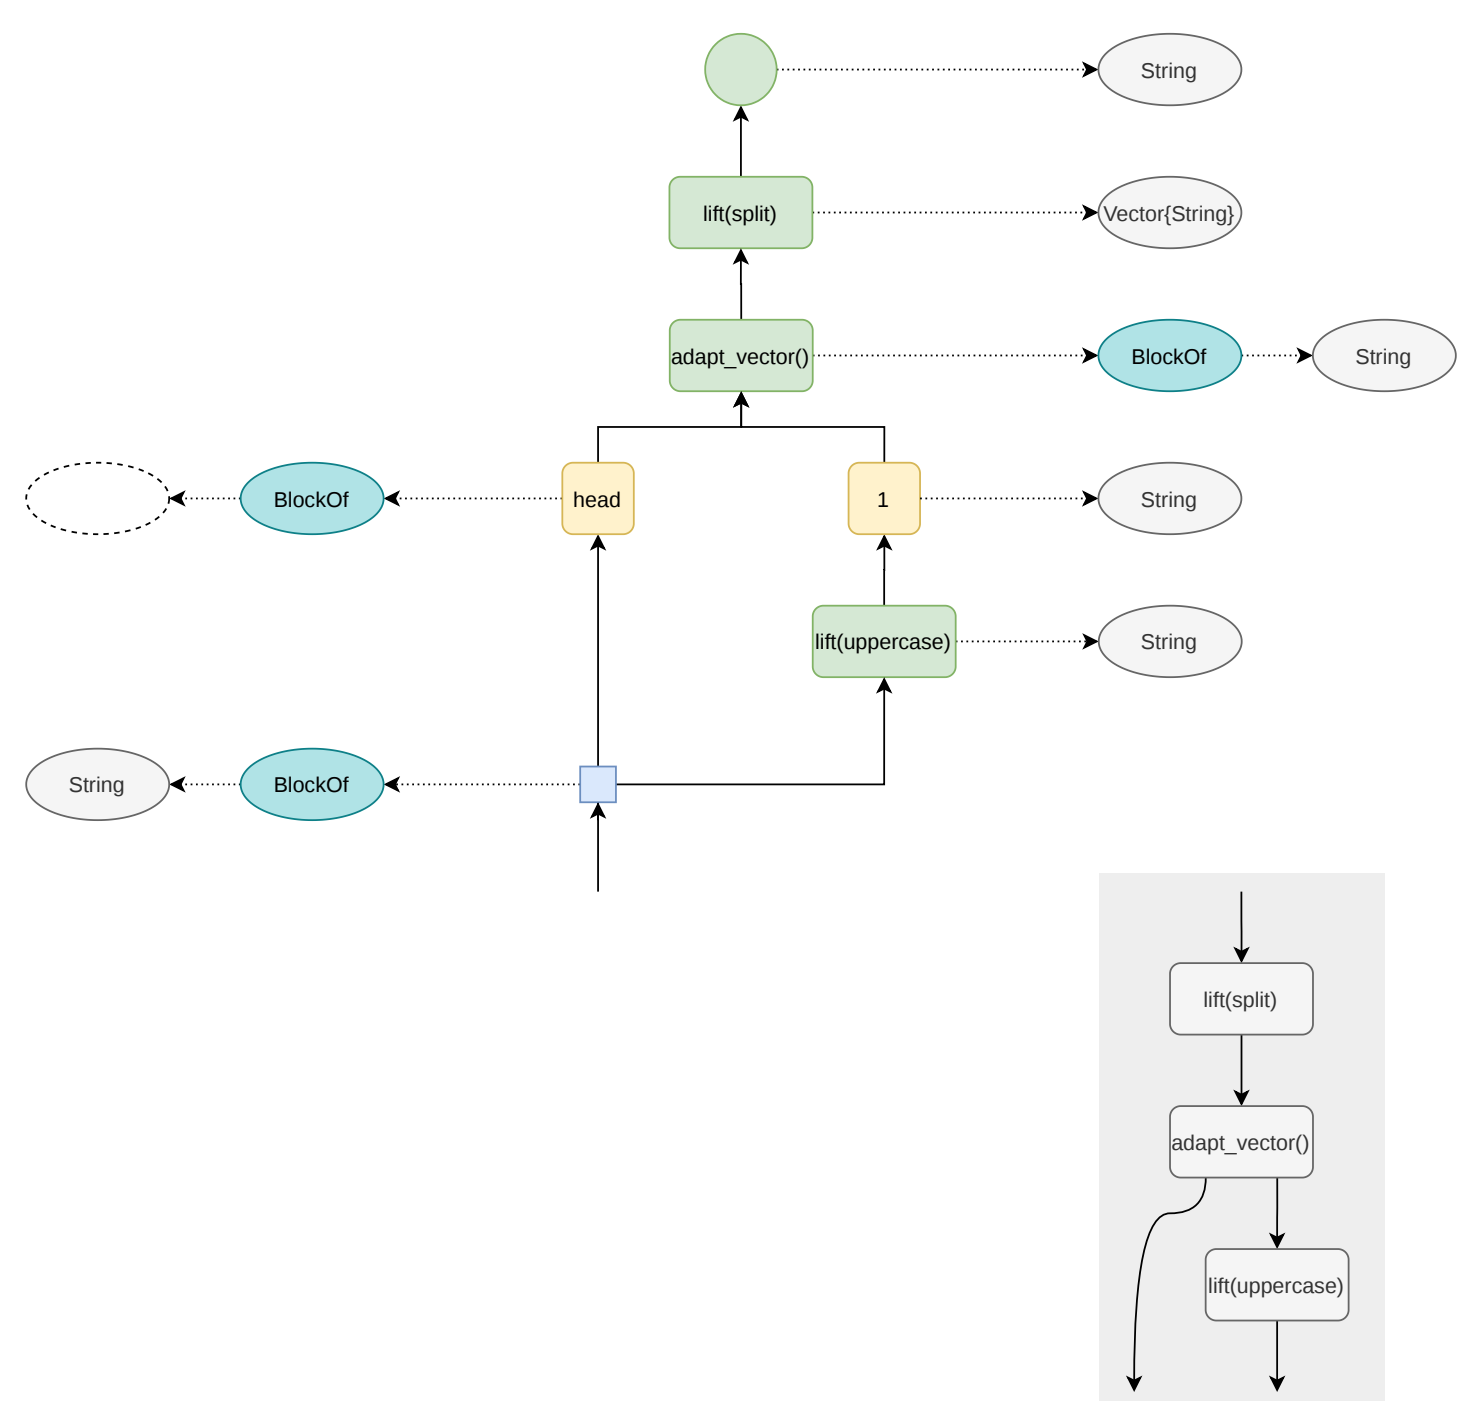 String
lift(split)
Vector{String}
adapt_vector()
BlockOf
String
BlockOf
head
1
String
lift(uppercase)
String
String
BlockOf
lift(split)
adapt_vector()
lift(uppercase)